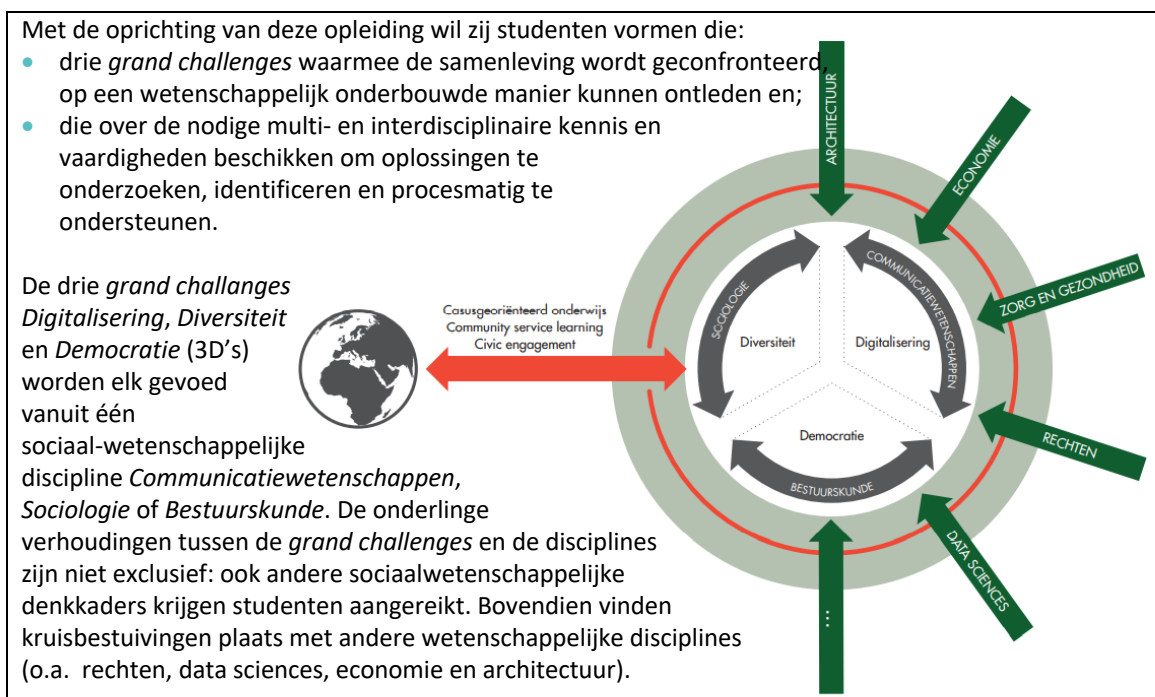 Met de oprichting van deze opleiding wil zij studenten vormen die:
drie grand challenges waarmee de samenleving wordt geconfronteerd,
op een wetenschappelijk onderbouwde manier kunnen ontleden en;
die over de nodige multi- en interdisciplinaire kennis en
vaardigheden beschikken om oplossingen te
onderzoeken, identificeren en procesmatig te
ondersteunen.
De drie grand challanges
Digitalisering, Diversiteit
en Democratie (3D's)
worden elk gevoed
vanuit één
sociaal-wetenschappelijke
discipline Communicatiewetenschappen,
Sociologie of Bestuurskunde. De onderlinge
verhoudingen tussen de grand challenges en de disciplines
zijn niet exclusief: ook andere sociaalwetenschappelijke
denkkaders krijgen studenten aangereikt. Bovendien vinden
kruisbestuivingen plaats met andere wetenschappelijke disciplines
(o.a. rechten, data sciences, economie en architectuur).
Casusgeoriënteerd onderwijs
Community service learning
Civic engagement
SOCIOLOGIE
COMMUNICATIEWETENSCHAPPEN
BESTUURSKUNDE
Diversiteit
Digitalisering
Democratie
ARCHITECTUUR
ECONOMIE
ZORG EN GEZONDHEID
RECHTEN
DATA SCIENCES
...